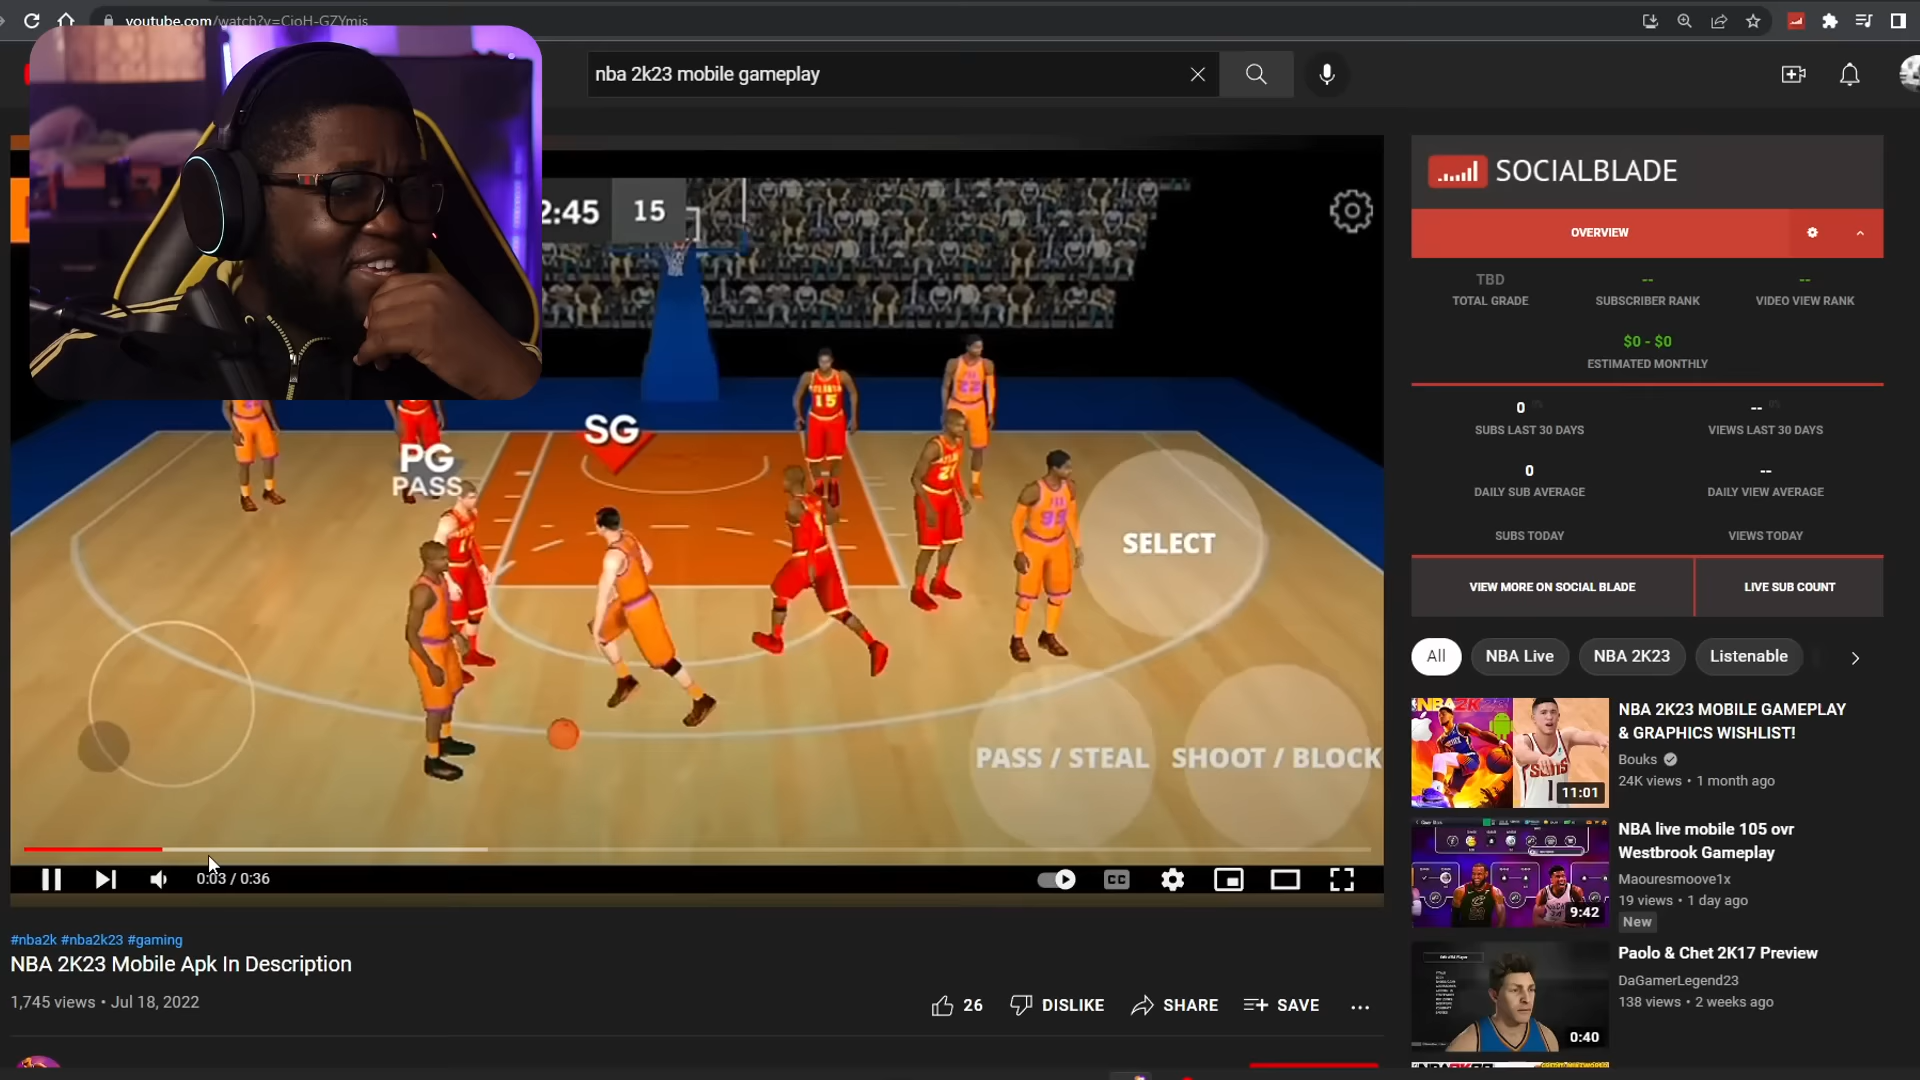 youtube.com/watch?v=CioH-GZYmis
nba 2k23 mobile gameplay
2:45 15
SG
PG
PASS
SELECT
PASS / STEAL SHOOT / BLOCK
0:03 / 0:36
CC
#nba2k #nba2k23 #gaming
NBA 2K23 Mobile Apk In Description
1,745 views • Jul 18, 2022
26 DISLIKE SHARE SAVE
SOCIALBLADE
OVERVIEW
TBD -- --
TOTAL GRADE SUBSCRIBER RANK VIDEO VIEW RANK
$0 - $0
ESTIMATED MONTHLY
0 --
SUBS LAST 30 DAYS VIEWS LAST 30 DAYS
0 --
DAILY SUB AVERAGE DAILY VIEW AVERAGE
SUBS TODAY VIEWS TODAY
VIEW MORE ON SOCIAL BLADE LIVE SUB COUNT
All NBA Live NBA 2K23 Listenable
NBA 2K23 MOBILE GAMEPLAY
& GRAPHICS WISHLIST!
Bouks
24K views • 1 month ago
11:01
NBA live mobile 105 ovr
Westbrook Gameplay
Maouresmoove1x
19 views • 1 day ago
New
9:42
Paolo & Chet 2K17 Preview
DaGamerLegend23
138 views • 2 weeks ago
0:40